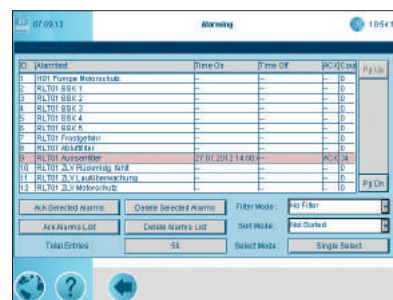 07.09.12 Alarming 10:54:1
ID Alarmtext Time On Time Off ACK Cou
1 H01 Pumpe Motorschutz -- -- 0
2 RLT01 BSK 1 -- -- 0
3 RLT01 BSK 2 -- -- 0
4 RLT01 BSK 3 -- -- 0
5 RLT01 BSK 4 -- -- 0
6 RLT01 BSK 5 -- -- 0
7 RLT01 Frostgefahr -- -- 0
8 RLT01 Abluftfilter -- -- 0
9 RLT01 Aussenfilter 27.07.2012 14:00 -- ACK 34
10 RLT01 ZLV Rückmldg. fehlt -- -- 0
11 RLT01 ZLV Laufüberwachung -- -- 0
12 RLT01 ZLV Motorschutz -- -- 0
Pg Up
Pg Dn
Ack Selected Alarms Delete Selected Alarms Filter Mode : No Filter
Ack Alarms List Delete Alarms List Sort Mode : Not Sorted
Total Entries : 58 Select Mode : Single Select
?